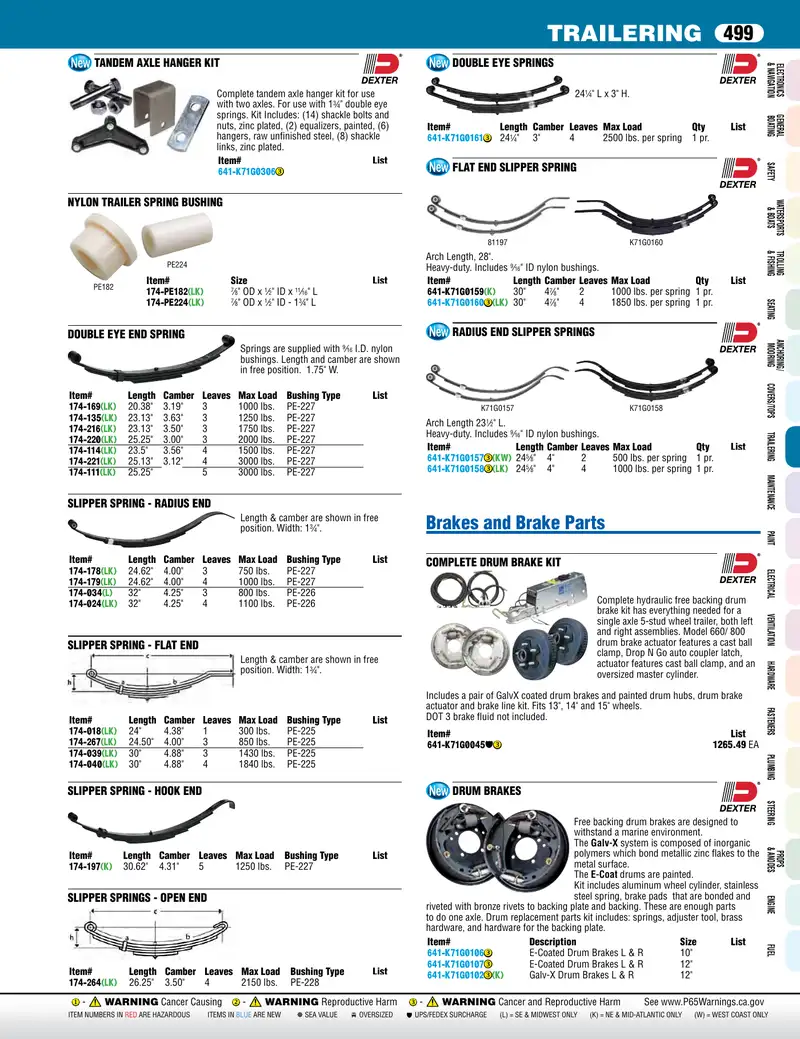 TRAILERING 499
New TANDEM AXLE HANGER KIT
DEXTER
Complete tandem axle hanger kit for use
with two axles. For use with 1¾" double eye
springs. Kit Includes: (14) shackle bolts and
nuts, zinc plated, (2) equalizers, painted, (6)
hangers, raw unfinished steel, (8) shackle
links, zinc plated.
Item# List
641-K71G0306 3
NYLON TRAILER SPRING BUSHING
PE182
PE224
Item# Size List
174-PE182(LK) ⅞" OD x ½" ID x 11⁄16" L
174-PE224(LK) ⅞" OD x ½" ID - 1¾" L
DOUBLE EYE END SPRING
Springs are supplied with 9⁄16 I.D. nylon
bushings. Length and camber are shown
in free position. 1.75" W.
Item# Length Camber Leaves Max Load Bushing Type List
174-169(LK) 20.38" 3.19" 3 1000 lbs. PE-227
174-135(LK) 23.13" 3.63" 3 1250 lbs. PE-227
174-216(LK) 23.13" 3.50" 3 1750 lbs. PE-227
174-220(LK) 25.25" 3.00" 3 2000 lbs. PE-227
174-114(LK) 23.5" 3.56" 4 1500 lbs. PE-227
174-221(LK) 25.13" 3.12" 4 3000 lbs. PE-227
174-111(LK) 25.25" 5 3000 lbs. PE-227
SLIPPER SPRING - RADIUS END
Length & camber are shown in free
position. Width: 1¾".
Item# Length Camber Leaves Max Load Bushing Type List
174-178(LK) 24.62" 4.00" 3 750 lbs. PE-227
174-179(LK) 24.62" 4.00" 4 1000 lbs. PE-227
174-034(L) 32" 4.25" 3 800 lbs. PE-226
174-024(LK) 32" 4.25" 4 1100 lbs. PE-226
SLIPPER SPRING - FLAT END
c
h
a
b
Length & camber are shown in free
position. Width: 1¾".
Item# Length Camber Leaves Max Load Bushing Type List
174-018(LK) 24" 4.38" 1 300 lbs. PE-225
174-267(LK) 24.50" 4.00" 3 850 lbs. PE-225
174-039(LK) 30" 4.88" 3 1430 lbs. PE-225
174-040(LK) 30" 4.88" 4 1840 lbs. PE-225
SLIPPER SPRING - HOOK END
Item# Length Camber Leaves Max Load Bushing Type List
174-197(K) 30.62" 4.31" 5 1250 lbs. PE-227
SLIPPER SPRINGS - OPEN END
c
h
a
b
Item# Length Camber Leaves Max Load Bushing Type List
174-264(LK) 26.25" 3.50" 4 2150 lbs. PE-228
New DOUBLE EYE SPRINGS
DEXTER
24¼" L x 3" H.
Item# Length Camber Leaves Max Load Qty List
641-K71G0161 3 24¼" 3" 4 2500 lbs. per spring 1 pr.
New FLAT END SLIPPER SPRING
DEXTER
81197 K71G0160
Arch Length, 28".
Heavy-duty. Includes 9⁄16" ID nylon bushings.
Item# Length Camber Leaves Max Load Qty List
641-K71G0159(K) 30" 4⅞" 2 1000 lbs. per spring 1 pr.
641-K71G0160 3 (LK) 30" 4⅞" 4 1850 lbs. per spring 1 pr.
New RADIUS END SLIPPER SPRINGS
DEXTER
K71G0157 K71G0158
Arch Length 23½" L.
Heavy-duty. Includes 9⁄16" ID nylon bushings.
Item# Length Camber Leaves Max Load Qty List
641-K71G0157 3 (KW) 24⅝" 4" 2 500 lbs. per spring 1 pr.
641-K71G0158 3 (LK) 24⅝" 4" 4 1000 lbs. per spring 1 pr.
Brakes and Brake Parts
COMPLETE DRUM BRAKE KIT
DEXTER
Complete hydraulic free backing drum
brake kit has everything needed for a
single axle 5-stud wheel trailer, both left
and right assemblies. Model 660/ 800
drum brake actuator features a cast ball
clamp, Drop N Go auto coupler latch,
actuator features cast ball clamp, and an
oversized master cylinder.
Includes a pair of GalvX coated drum brakes and painted drum hubs, drum brake
actuator and brake line kit. Fits 13", 14" and 15" wheels.
DOT 3 brake fluid not included.
Item# List
641-K71G0045 3 1265.49 EA
New DRUM BRAKES
DEXTER
Free backing drum brakes are designed to
withstand a marine environment.
The Galv-X system is composed of inorganic
polymers which bond metallic zinc flakes to the
metal surface.
The E-Coat drums are painted.
Kit includes aluminum wheel cylinder, stainless
steel spring, brake pads that are bonded and
riveted with bronze rivets to backing plate and backing. These are enough parts
to do one axle. Drum replacement parts kit includes: springs, adjuster tool, brass
hardware, and hardware for the backing plate.
Item# Description Size List
641-K71G0106 3 E-Coated Drum Brakes L & R 10"
641-K71G0107 3 E-Coated Drum Brakes L & R 12"
641-K71G0102 3 (K) Galv-X Drum Brakes L & R 12"
ELECTRONICS
& NAVIGATION
GENERAL
BOATING
SAFETY
WATERSPORTS
& BOATS
TROLLING
& FISHING
SEATING
ANCHORING/
MOORING
COVERS/TOPS
TRAILERING
MAINTENANCE
PAINT
ELECTRICAL
VENTILATION
HARDWARE
FASTENERS
PLUMBING
STEERING
PROPS
& ANODES
ENGINE
FUEL
1 - WARNING Cancer Causing 2 - WARNING Reproductive Harm 3 - WARNING Cancer and Reproductive Harm See www.P65Warnings.ca.gov
ITEM NUMBERS IN RED ARE HAZARDOUS ITEMS IN BLUE ARE NEW SEA VALUE OVERSIZED UPS/FEDEX SURCHARGE (L) = SE & MIDWEST ONLY (K) = NE & MID-ATLANTIC ONLY (W) = WEST COAST ONLY